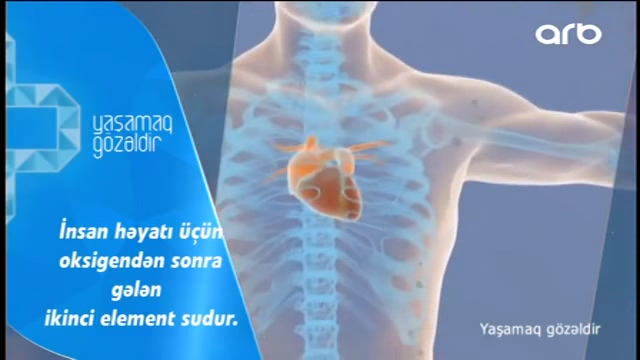 arb
yaşamaq
gözəldir
İnsan həyatı üçün
oksigendən sonra
gələn
ikinci element sudur.
Yaşamaq gözəldir